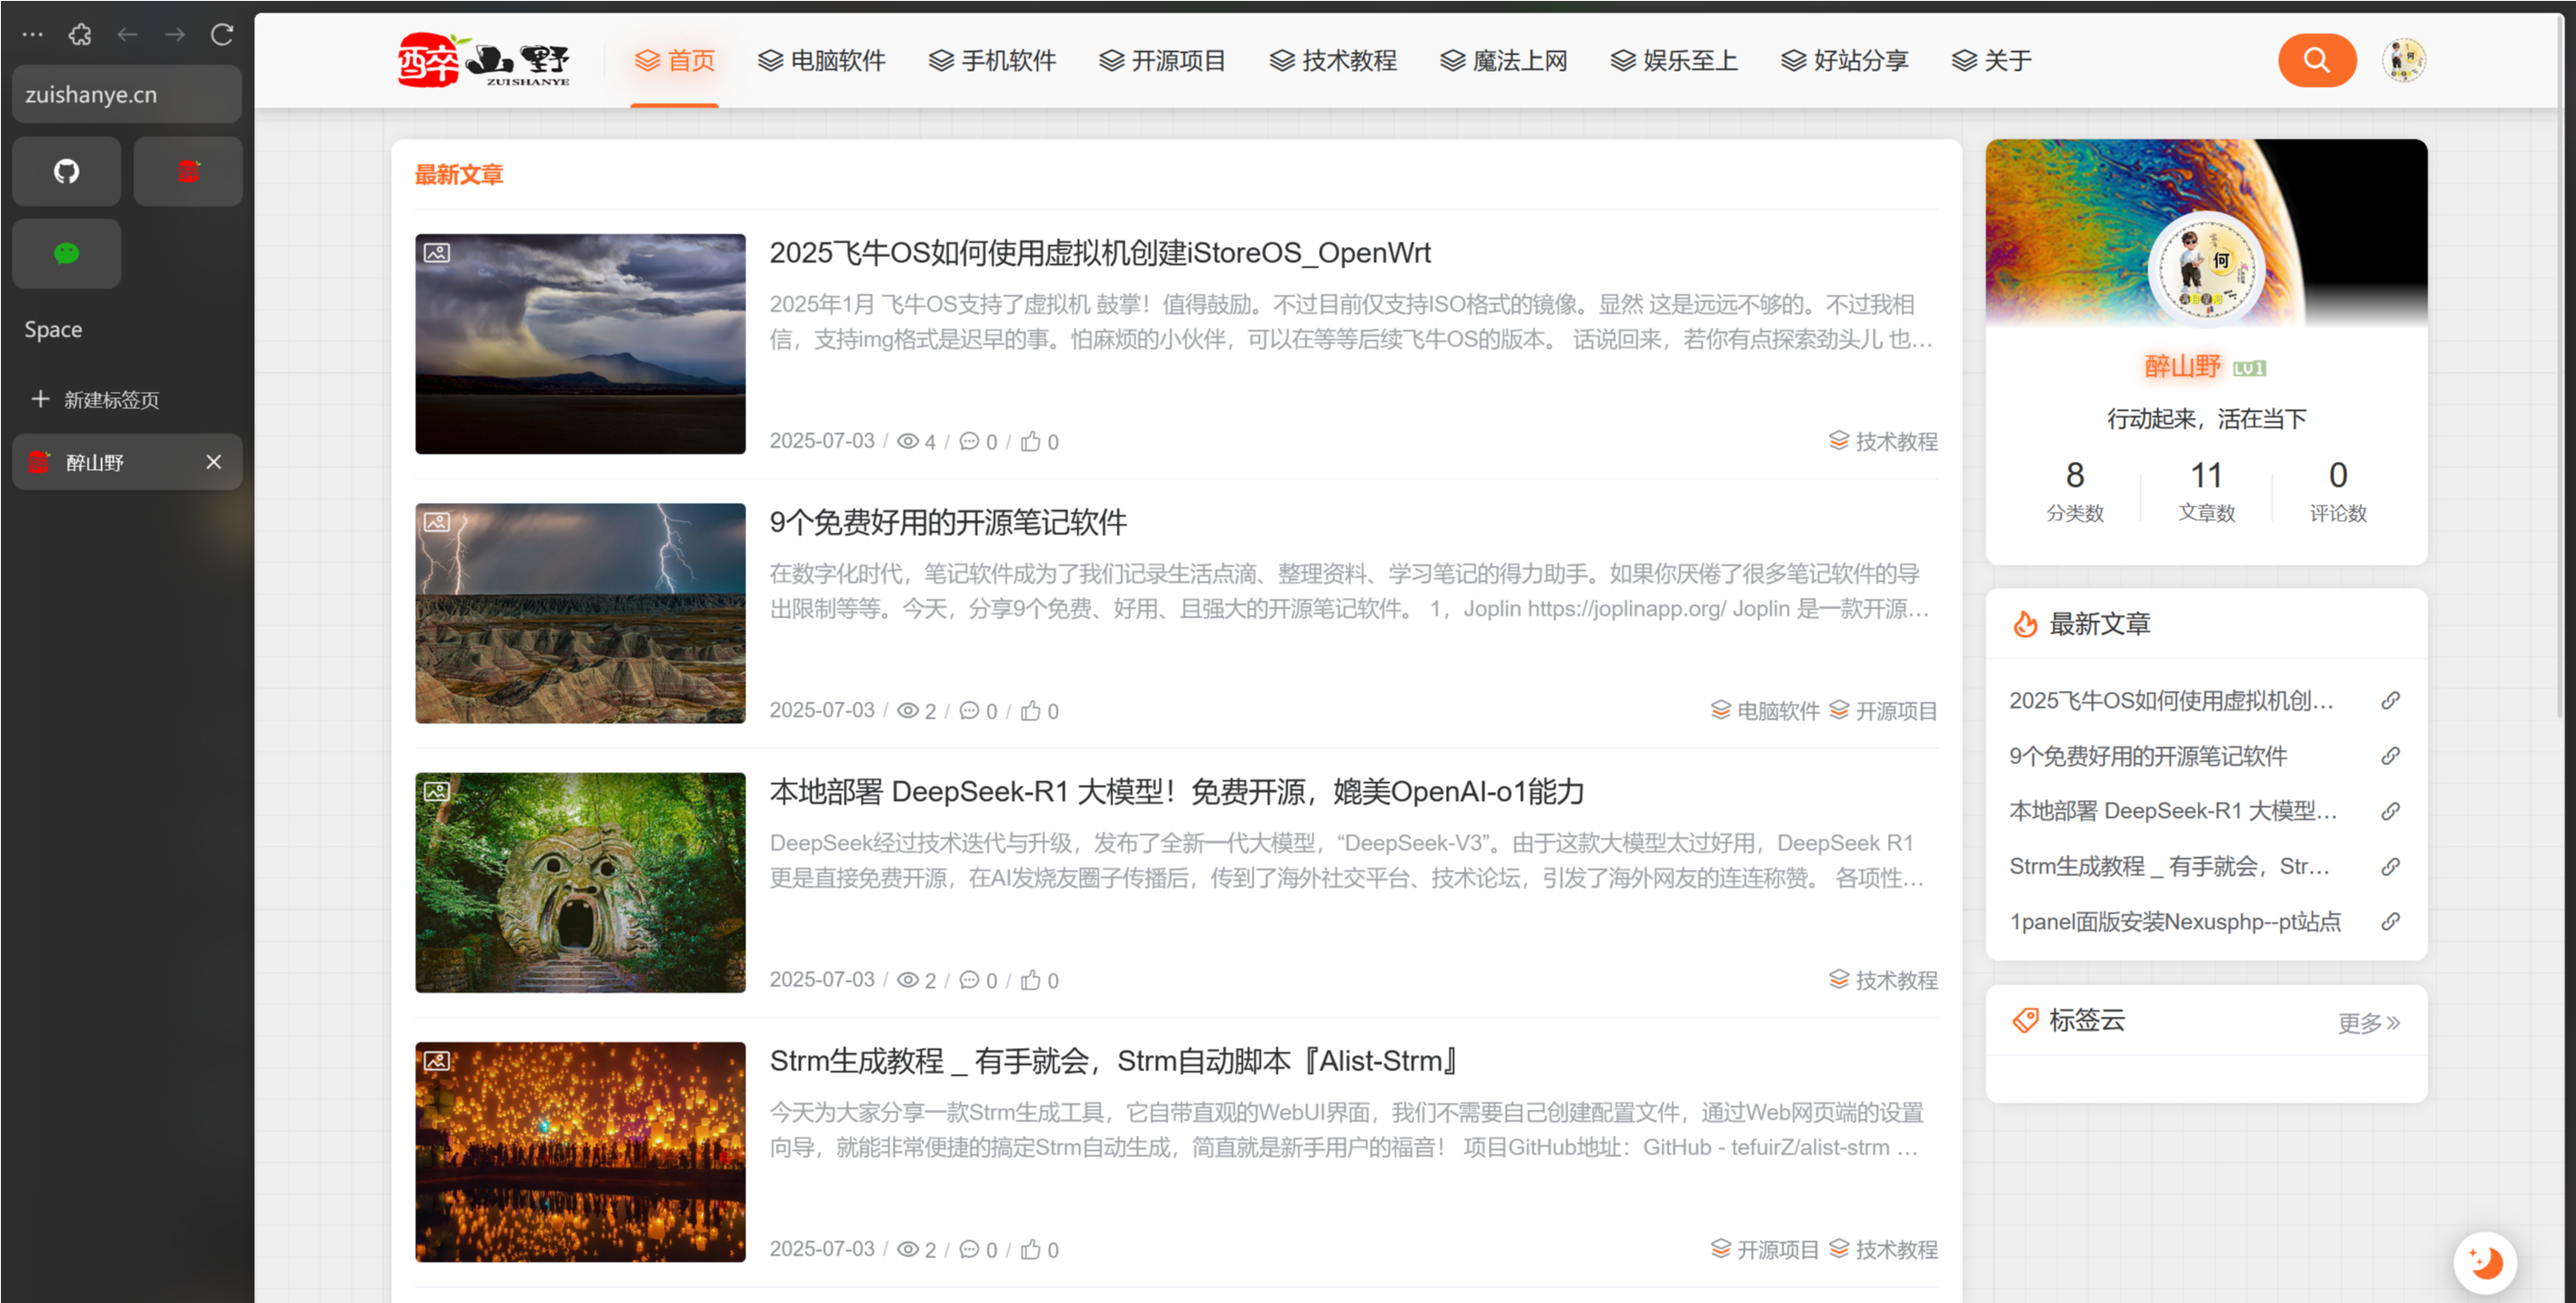 zuishanye.cn
Space
新建标签页
醉山野
醉山野
ZUISHANYE
首页
电脑软件
手机软件
开源项目
技术教程
魔法上网
娱乐至上
好站分享
关于
最新文章
2025飞牛OS如何使用虚拟机创建iStoreOS_OpenWrt
2025年1月 飞牛OS支持了虚拟机 鼓掌！值得鼓励。不过目前仅支持ISO格式的镜像。显然 这是远远不够的。不过我相
信，支持img格式是迟早的事。怕麻烦的小伙伴，可以在等等后续飞牛OS的版本。 话说回来，若你有点探索劲头儿 也...
2025-07-03 / 4 / 0 / 0
技术教程
9个免费好用的开源笔记软件
在数字化时代，笔记软件成为了我们记录生活点滴、整理资料、学习笔记的得力助手。如果你厌倦了很多笔记软件的导
出限制等等。今天，分享9个免费、好用、且强大的开源笔记软件。 1，Joplin https://joplinapp.org/ Joplin 是一款开源...
2025-07-03 / 2 / 0 / 0
电脑软件 开源项目
本地部署 DeepSeek-R1 大模型！免费开源，媲美OpenAI-o1能力
DeepSeek经过技术迭代与升级，发布了全新一代大模型，“DeepSeek-V3”。由于这款大模型太过好用，DeepSeek R1
更是直接免费开源，在AI发烧友圈子传播后，传到了海外社交平台、技术论坛，引发了海外网友的连连称赞。 各项性...
2025-07-03 / 2 / 0 / 0
技术教程
Strm生成教程 _ 有手就会，Strm自动脚本『Alist-Strm』
今天为大家分享一款Strm生成工具，它自带直观的WebUI界面，我们不需要自己创建配置文件，通过Web网页端的设置
向导，就能非常便捷的搞定Strm自动生成，简直就是新手用户的福音！ 项目GitHub地址：GitHub - tefuirZ/alist-strm ...
2025-07-03 / 2 / 0 / 0
开源项目 技术教程
何
醉山野 LV1
行动起来，活在当下
8 11 0
分类数 文章数 评论数
最新文章
2025飞牛OS如何使用虚拟机创...
9个免费好用的开源笔记软件
本地部署 DeepSeek-R1 大模型...
Strm生成教程 _ 有手就会，Str...
1panel面版安装Nexusphp--pt站点
标签云
更多